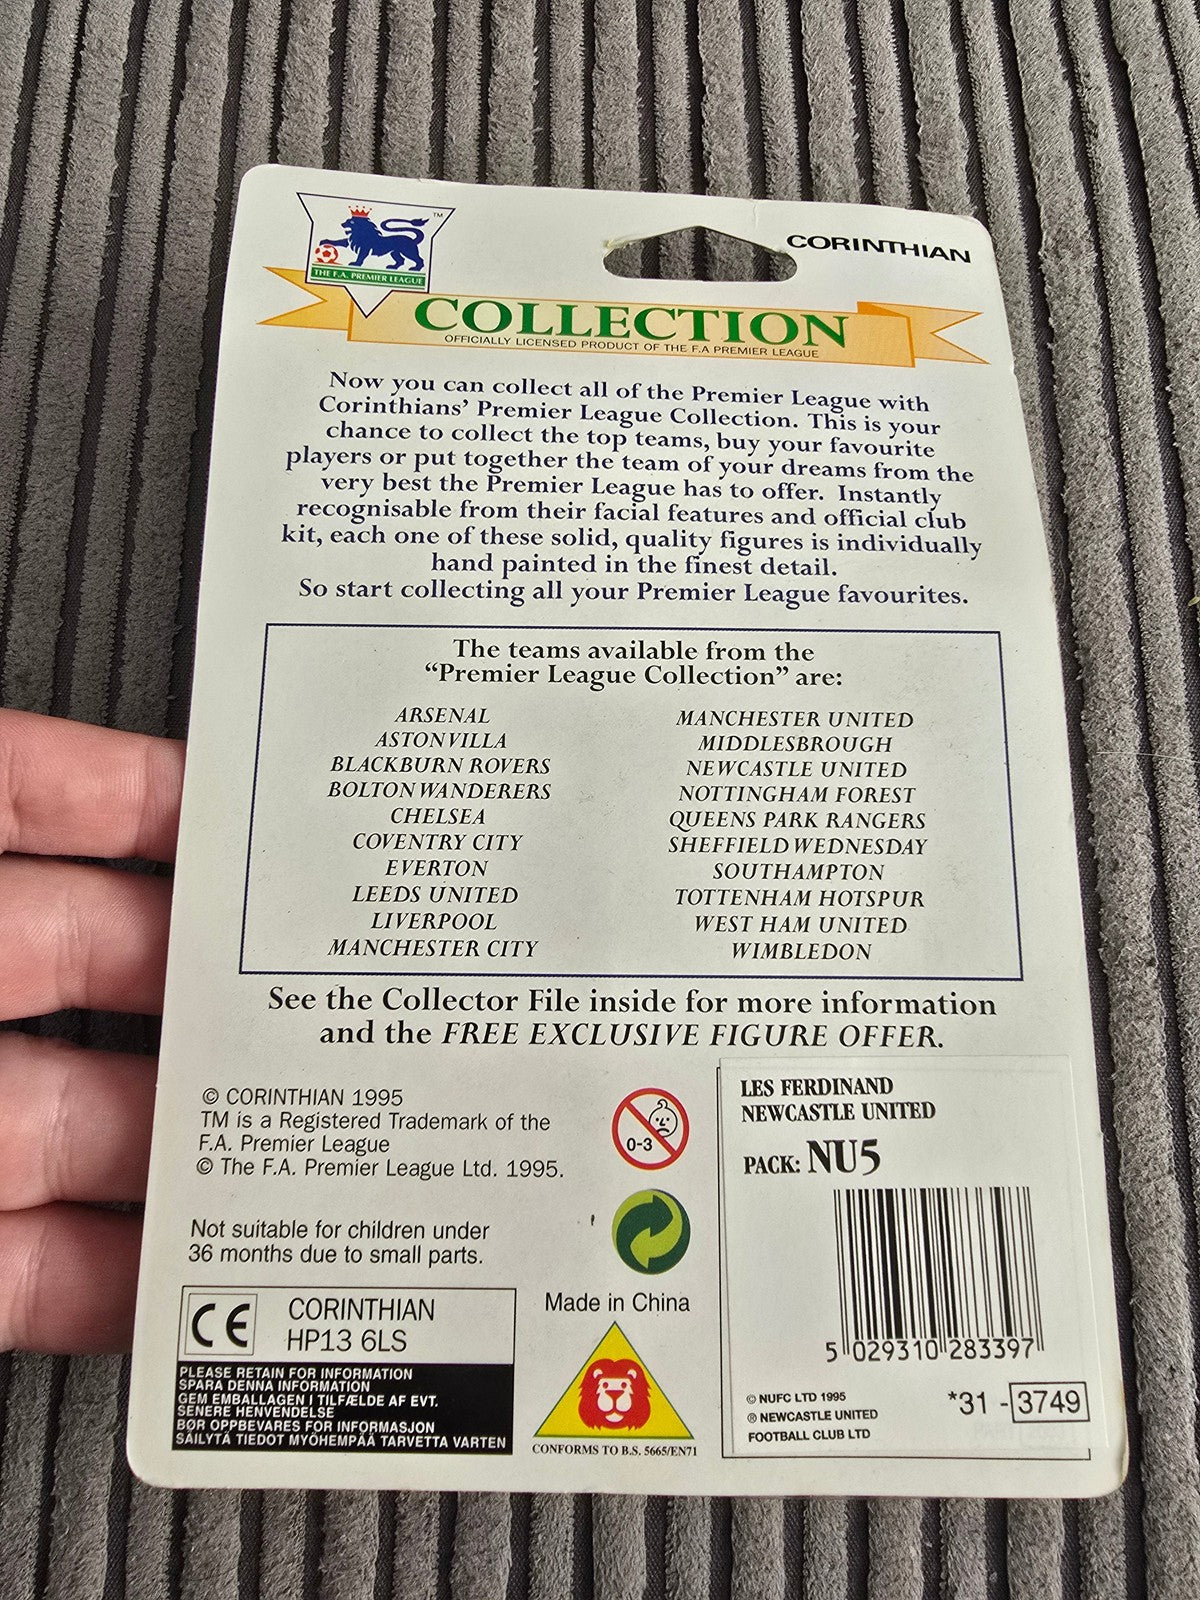 THE F.A. PREMIER LEAGUE
TM
CORINTHIAN
COLLECTION
OFFICIALLY LICENSED PRODUCT OF THE F.A PREMIER LEAGUE
Now you can collect all of the Premier League with
Corinthians' Premier League Collection. This is your
chance to collect the top teams, buy your favourite
players or put together the team of your dreams from the
very best the Premier League has to offer. Instantly
recognisable from their facial features and official club
kit, each one of these solid, quality figures is individually
hand painted in the finest detail.
So start collecting all your Premier League favourites.
The teams available from the
“Premier League Collection” are:
ARSENAL
ASTON VILLA
BLACKBURN ROVERS
BOLTON WANDERERS
CHELSEA
COVENTRY CITY
EVERTON
LEEDS UNITED
LIVERPOOL
MANCHESTER CITY
MANCHESTER UNITED
MIDDLESBROUGH
NEWCASTLE UNITED
NOTTINGHAM FOREST
QUEENS PARK RANGERS
SHEFFIELD WEDNESDAY
SOUTHAMPTON
TOTTENHAM HOTSPUR
WEST HAM UNITED
WIMBLEDON
See the Collector File inside for more information
and the FREE EXCLUSIVE FIGURE OFFER.
© CORINTHIAN 1995
TM is a Registered Trademark of the
F.A. Premier League
© The F.A. Premier League Ltd. 1995.
Not suitable for children under
36 months due to small parts.
CE
CORINTHIAN
HP13 6LS
PLEASE RETAIN FOR INFORMATION
SPARA DENNA INFORMATION
GEM EMBALLAGEN I TILFÆLDE AF EVT.
SENERE HENVENDELSE
BØR OPPBEVARES FOR INFORMASJON
SÄILYTÄ TIEDOT MYÖHEMPÄÄ TARVETTA VARTEN
0-3
Made in China
CONFORMS TO B.S. 5665/EN71
LES FERDINAND
NEWCASTLE UNITED
PACK: NU5
5 029310 283397
© NUFC LTD 1995
® NEWCASTLE UNITED
FOOTBALL CLUB LTD
*31 - 3749